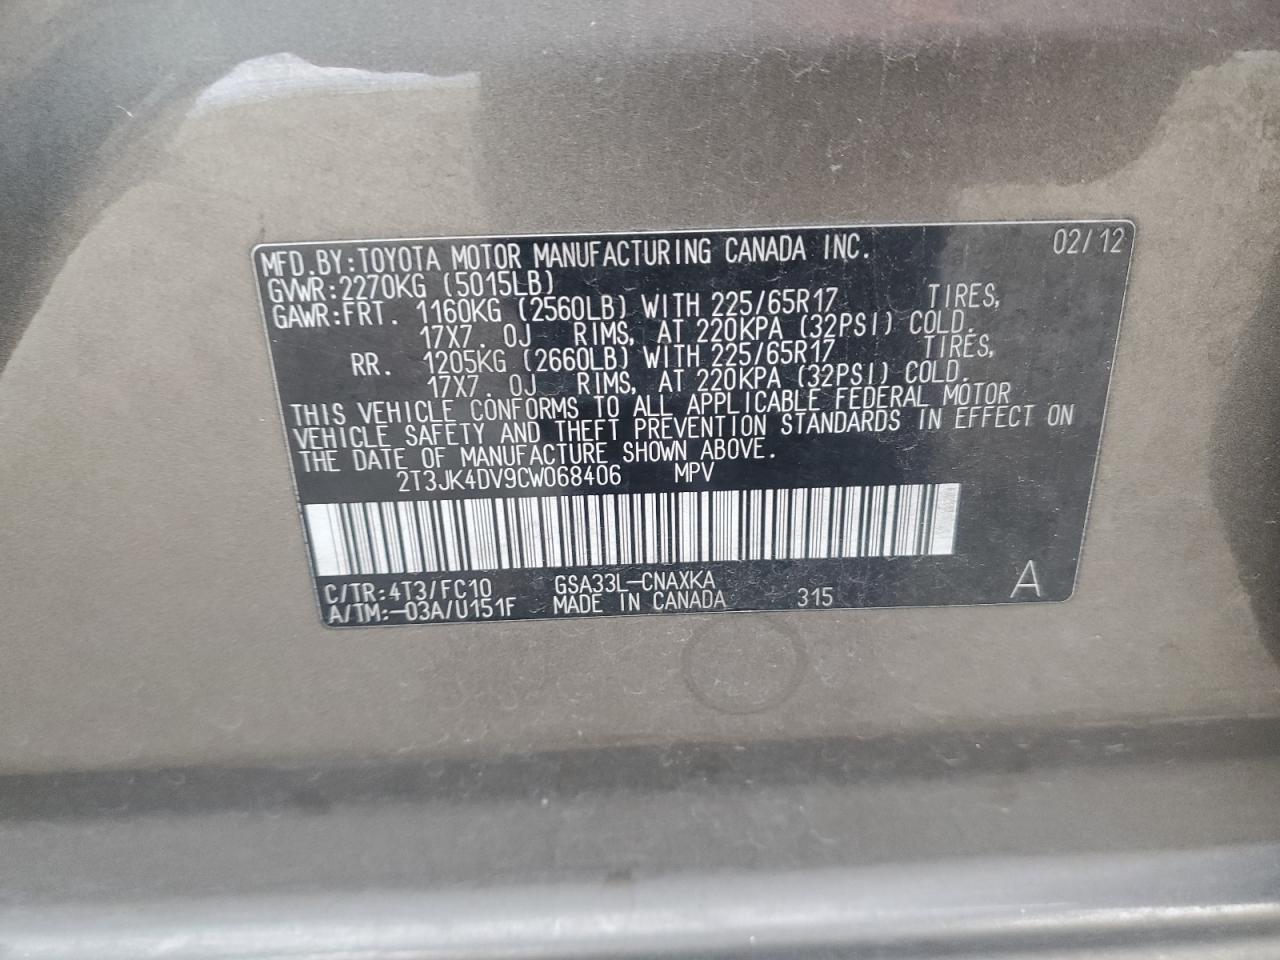 MFD.BY:TOYOTA MOTOR MANUFACTURING CANADA INC. 02/12
GVWR:2270KG (5015LB)
GAWR:FRT. 1160KG (2560LB) WITH 225/65R17 TIRES,
17X7.0J RIMS, AT 220KPA (32PSI) COLD.
RR. 1205KG (2660LB) WITH 225/65R17 TIRES,
17X7.0J RIMS, AT 220KPA (32PSI) COLD.
THIS VEHICLE CONFORMS TO ALL APPLICABLE FEDERAL MOTOR
VEHICLE SAFETY AND THEFT PREVENTION STANDARDS IN EFFECT ON
THE DATE OF MANUFACTURE SHOWN ABOVE.
2T3JK4DV9CW068406 MPV
C/TR:4T3/FC10 GSA33L-CNAXKA
A/TM:-03A/U151F MADE IN CANADA 315 A